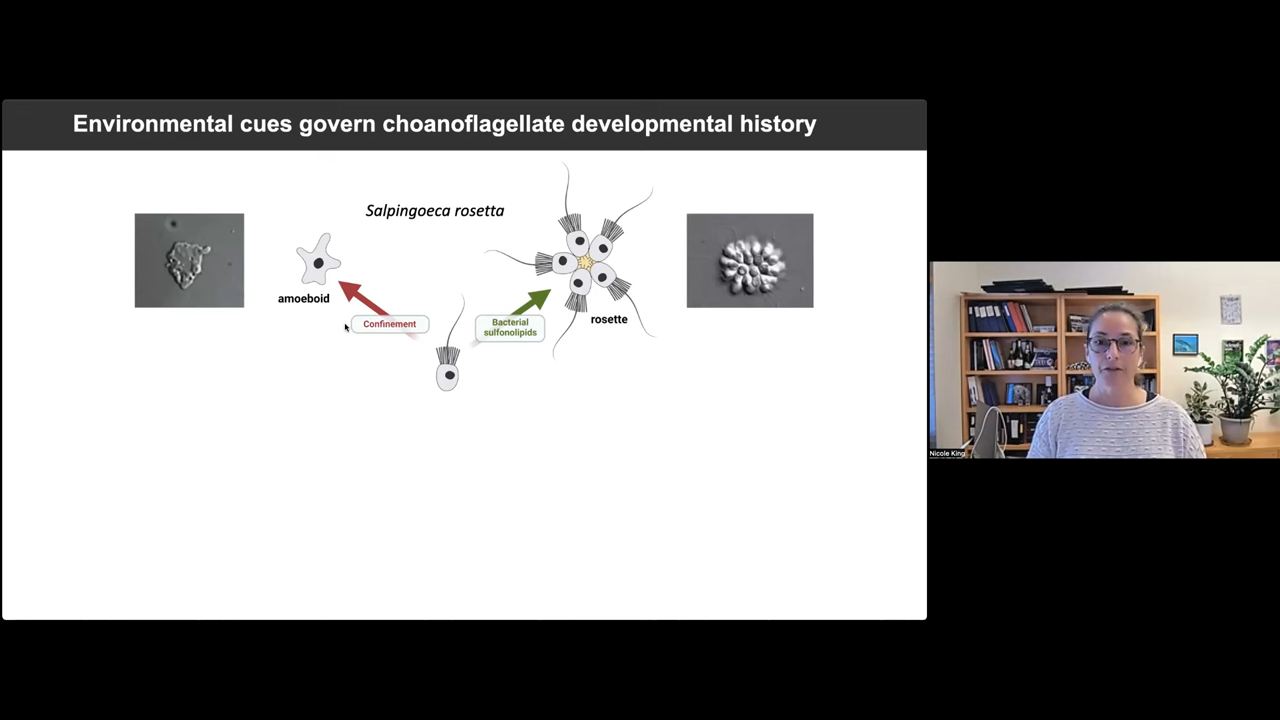 Environmental cues govern choanoflagellate developmental history
Salpingoeca rosetta
amoeboid
Confinement
Bacterial
sulfonolipids
rosette
Nicole King